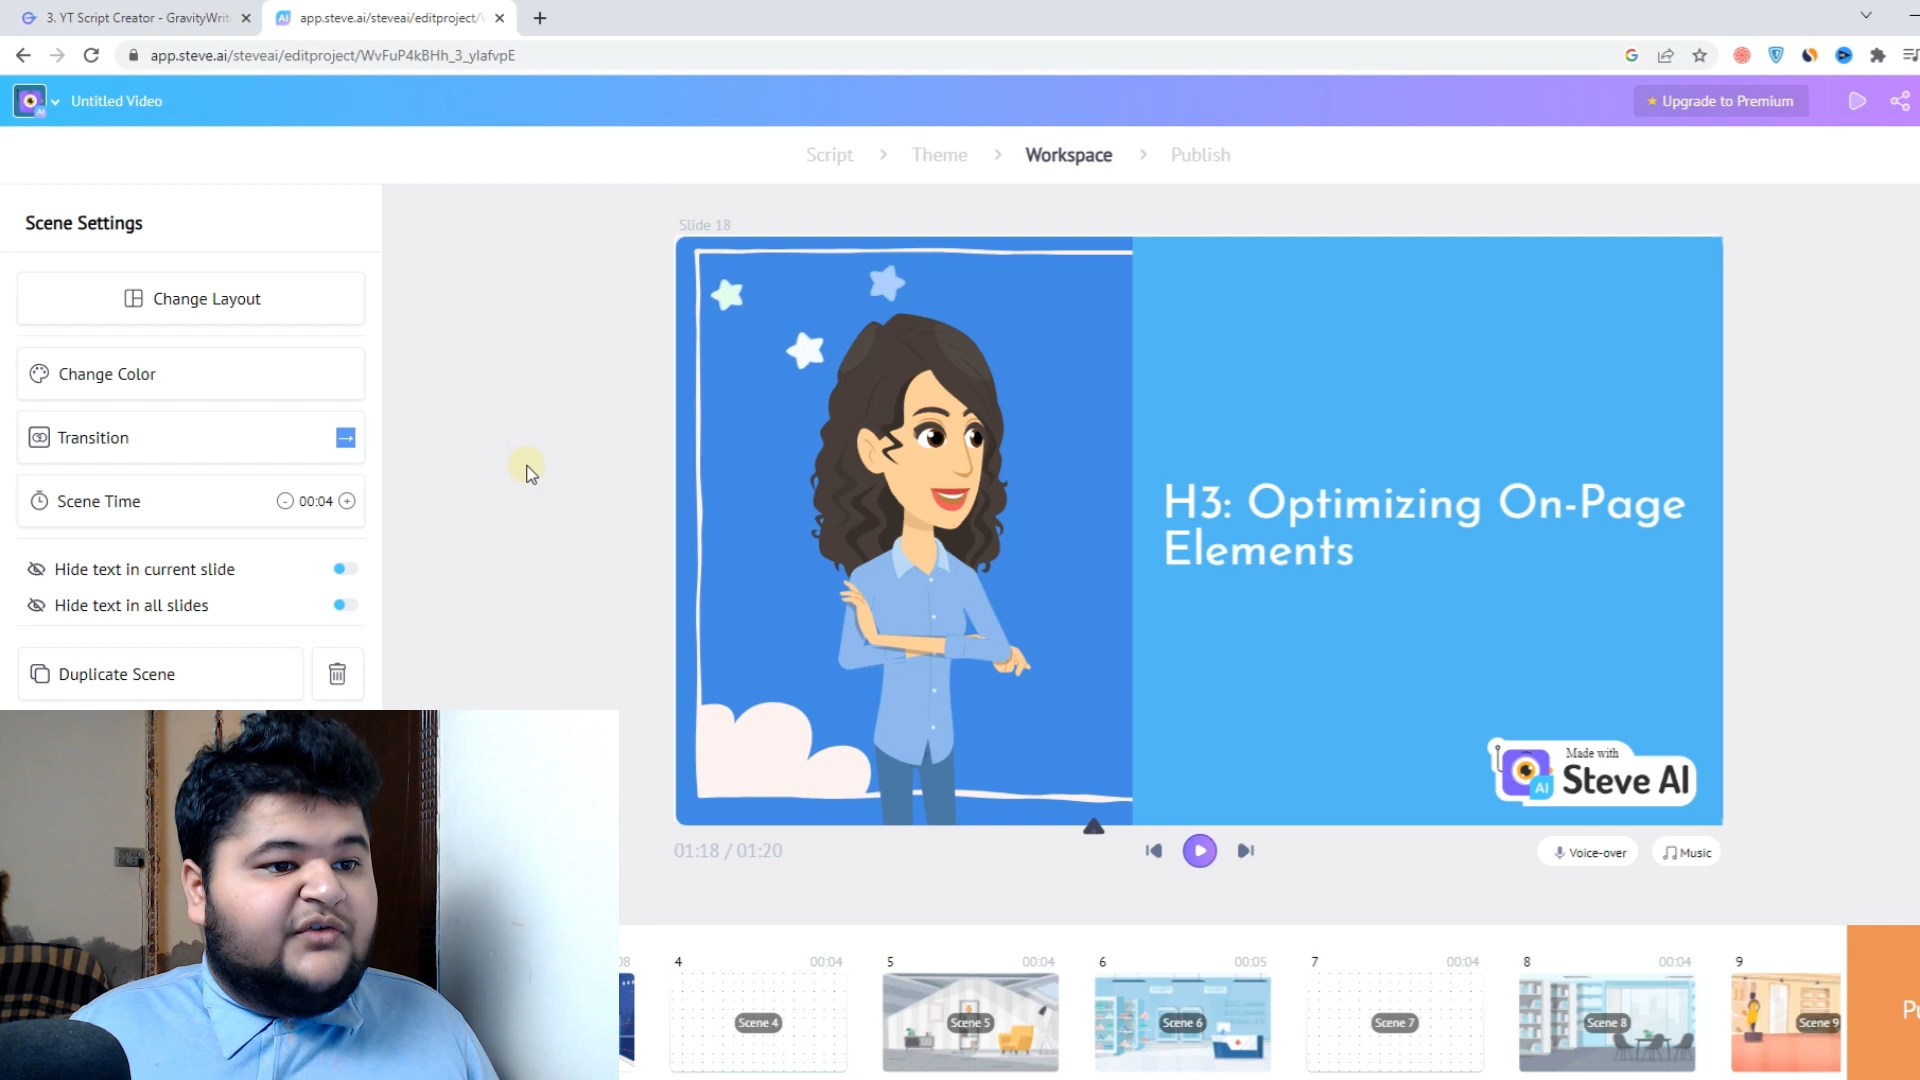 3. YT Script Creator - GravityWrit
app.steve.ai/steveai/editproject/
app.steve.ai/steveai/editproject/WvFuP4kBHh_3_ylafvpE
Untitled Video
Upgrade to Premium
Script > Theme > Workspace > Publish
Scene Settings
Change Layout
Change Color
Transition
Scene Time
- 00:04 +
Hide text in current slide
Hide text in all slides
Duplicate Scene
Slide 18
H3: Optimizing On-Page
Elements
Made with
AI Steve AI
01:18 / 01:20
Voice-over
Music
08
4 00:04
Scene 4
5 00:04
Scene 5
6 00:05
Scene 6
7 00:04
Scene 7
8 00:04
Scene 8
9
Scene 9